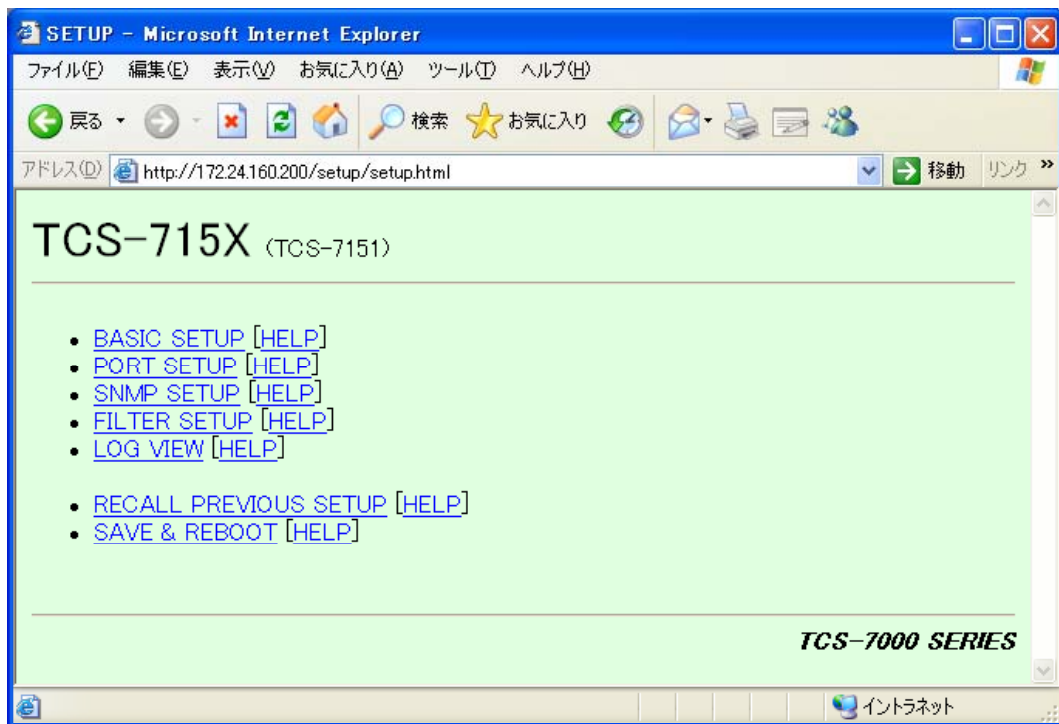 SETUP - Microsoft Internet Explorer
ファイル(F) 編集(E) 表示(V) お気に入り(A) ツール(T) ヘルプ(H)
戻る 検索 お気に入り
アドレス(D) http://172.24.160.200/setup/setup.html 移動 リンク »
TCS-715X (TCS-7151)
• BASIC SETUP [HELP]
• PORT SETUP [HELP]
• SNMP SETUP [HELP]
• FILTER SETUP [HELP]
• LOG VIEW [HELP]
• RECALL PREVIOUS SETUP [HELP]
• SAVE & REBOOT [HELP]
TCS-7000 SERIES
イントラネット